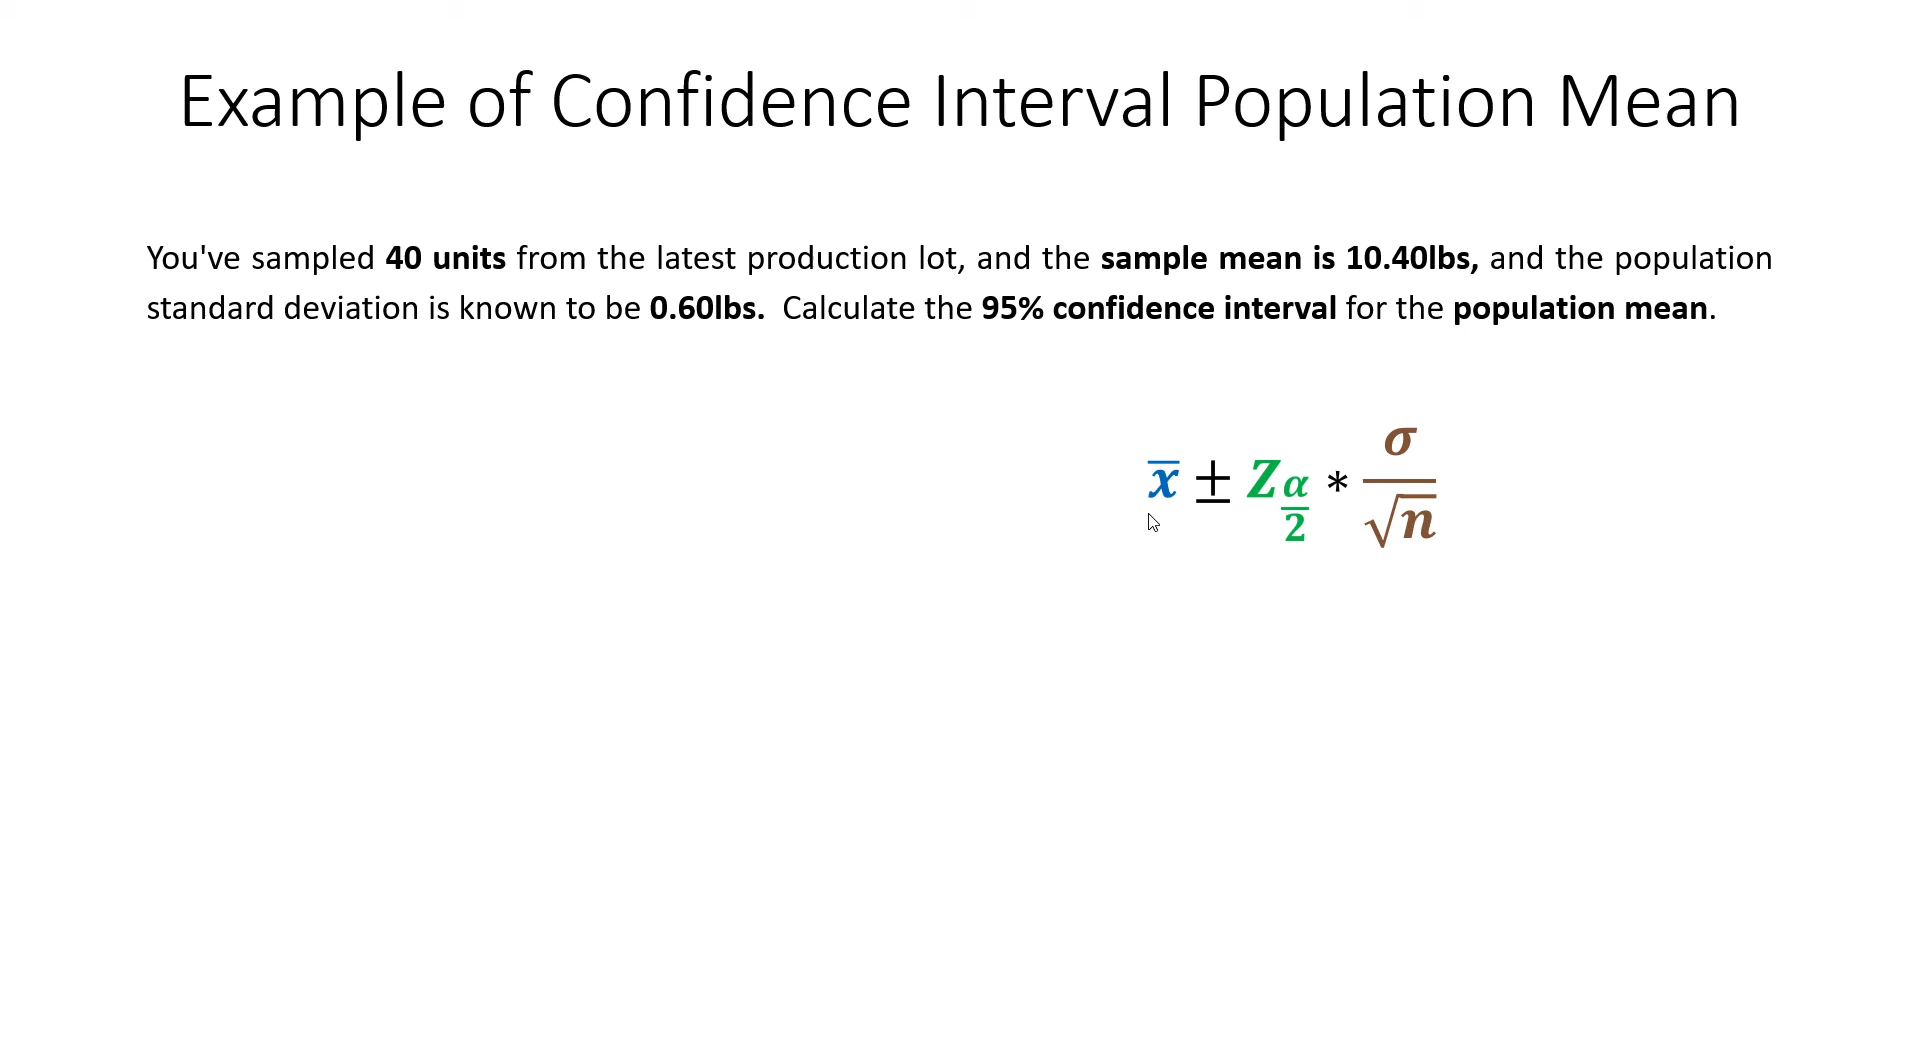 Example of Confidence Interval Population Mean
You've sampled 40 units from the latest production lot, and the sample mean is 10.40lbs, and the population
standard deviation is known to be 0.60lbs.  Calculate the 95% confidence interval for the population mean.
x̅ ± Z_{α/2} * σ/√n